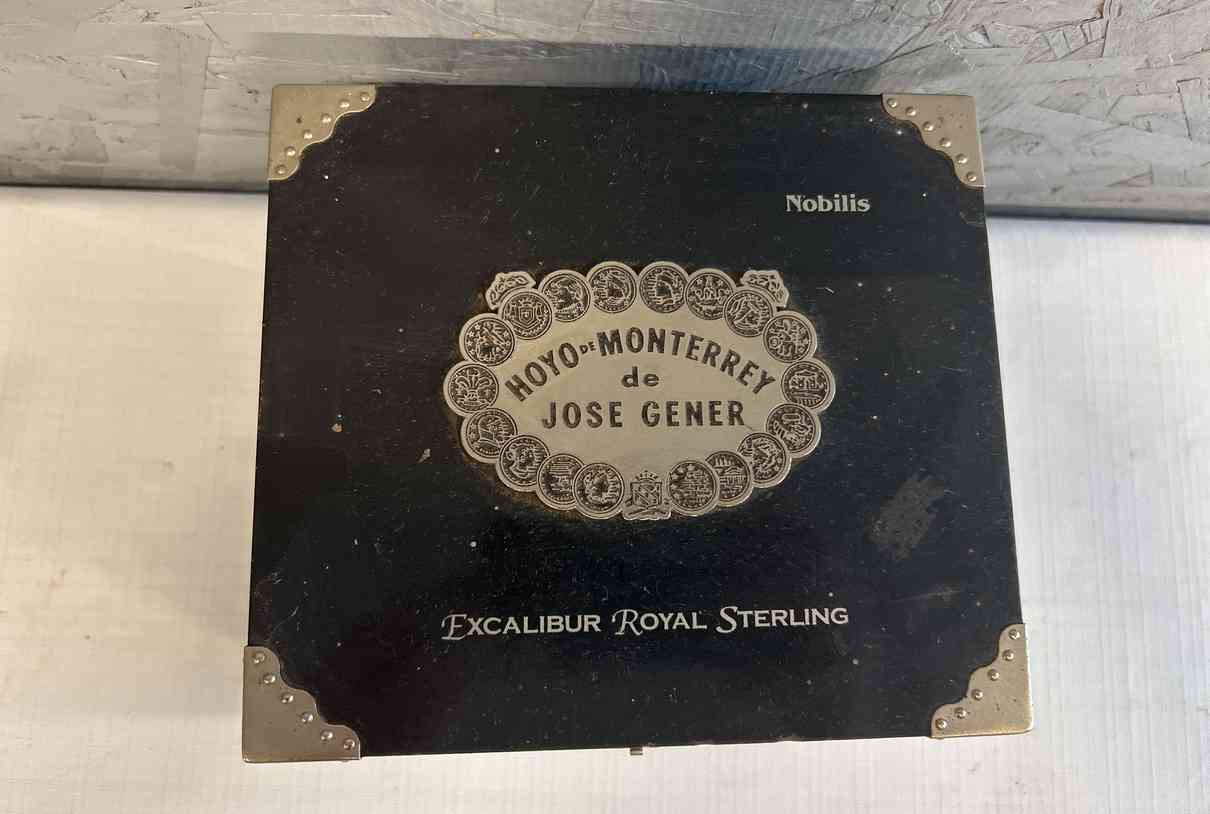 Nobilis
HOYO DE MONTERREY
de
JOSE GENER
EXCALIBUR ROYAL STERLING